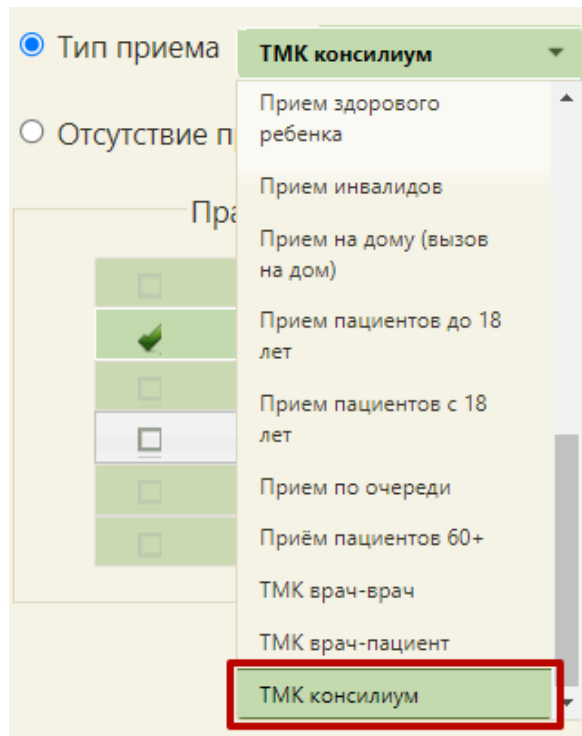 Тип приема
ТМК консилиум
Прием здорового
ребенка
Отсутствие п
Прием инвалидов
Пра
Прием на дому (вызов
на дом)
Прием пациентов до 18
лет
Прием пациентов с 18
лет
Прием по очереди
Приём пациентов 60+
ТМК врач-врач
ТМК врач-пациент
ТМК консилиум